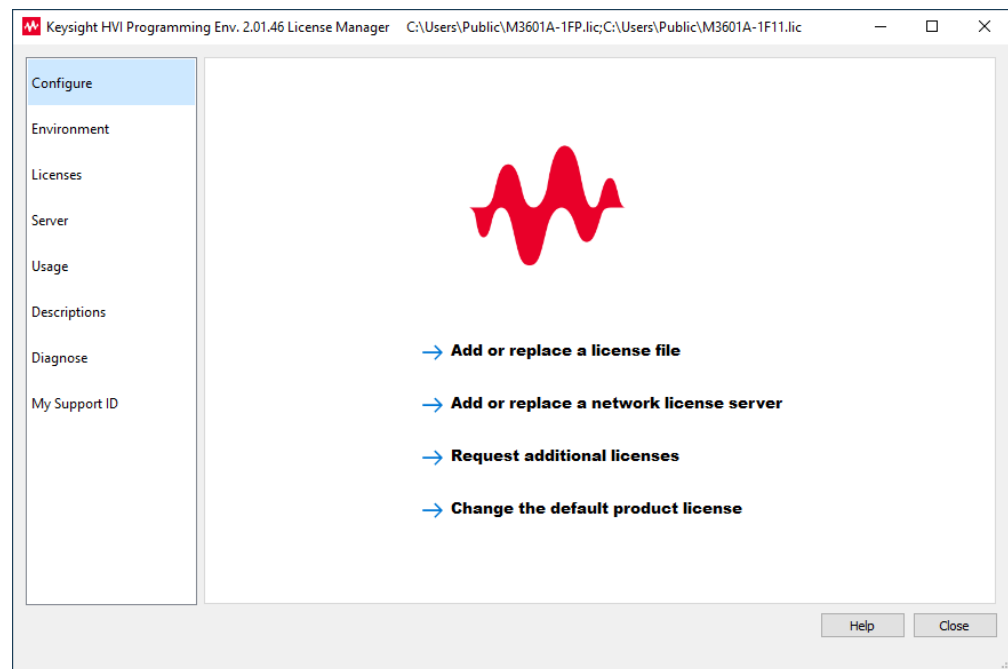 Keysight HVI Programming Env. 2.01.46 License Manager C:\Users\Public\M3601A-1FP.lic;C:\Users\Public\M3601A-1F11.lic
Configure
Environment
Licenses
Server
Usage
Descriptions
Diagnose
My Support ID
Add or replace a license file
Add or replace a network license server
Request additional licenses
Change the default product license
Help Close